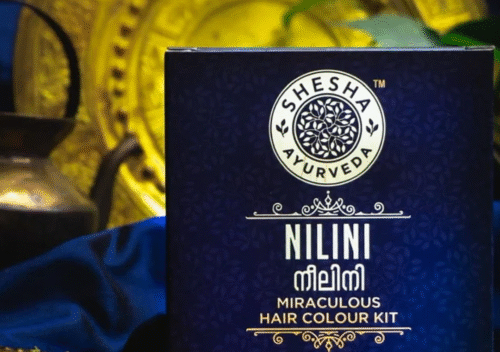 SHESHA
AYURVEDA
TM
NILINI
നീലിനി
MIRACULOUS
HAIR COLOUR KIT